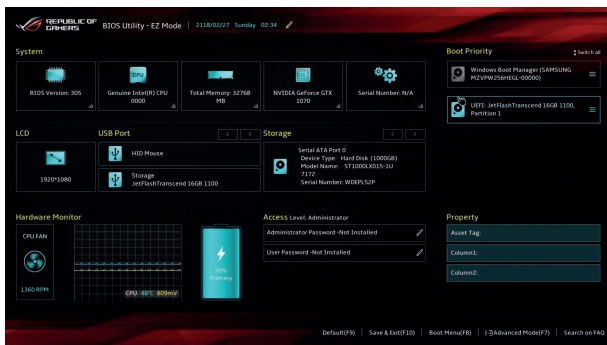 REPUBLIC OF
GAMERS
BIOS Utility - EZ Mode
2118/02/27 Sunday 02:34
System
BIOS Version: 305
CPU
Genuine Intel(R) CPU
0000
Total Memory: 32768
MB
NVIDIA GeForce GTX
1070
Serial Number: N/A
Boot Priority
Switch all
Windows Boot Manager (SAMSUNG
MZVPW256HEGL-00000)
UEFI: JetFlashTranscend 16GB 1100,
Partition 1
LCD
1920*1080
USB Port
HID Mouse
Storage
JetFlashTranscend 16GB 1100
Storage
Serial ATA Port 0
Device Type: Hard Disk (1000GB)
Model Name: ST1000LX015-1U
7172
Serial Number: WDEPL52P
Hardware Monitor
CPU FAN
1360 RPM
CPU 48°C 809mV
99%
Primary
Access Level: Administrator
Administrator Password -Not Installed
User Password -Not Installed
Property
Asset Tag:
Column1:
Column2:
Default(F9)
Save & Exit(F10)
Boot Menu(F8)
Advanced Mode(F7)
Search on FAQ